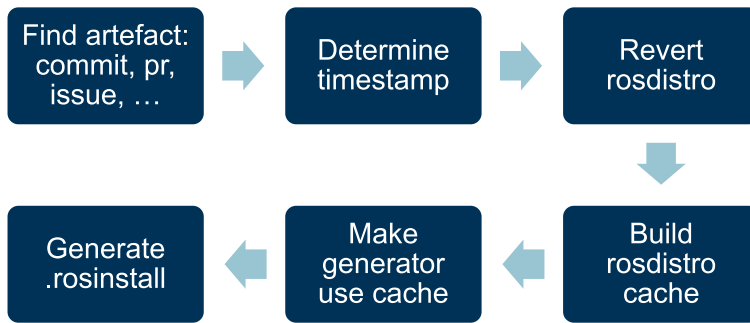 Find artefact:
commit, pr,
issue, …
Determine
timestamp
Revert
rosdistro
Build
rosdistro
cache
Make
generator
use cache
Generate
.rosinstall